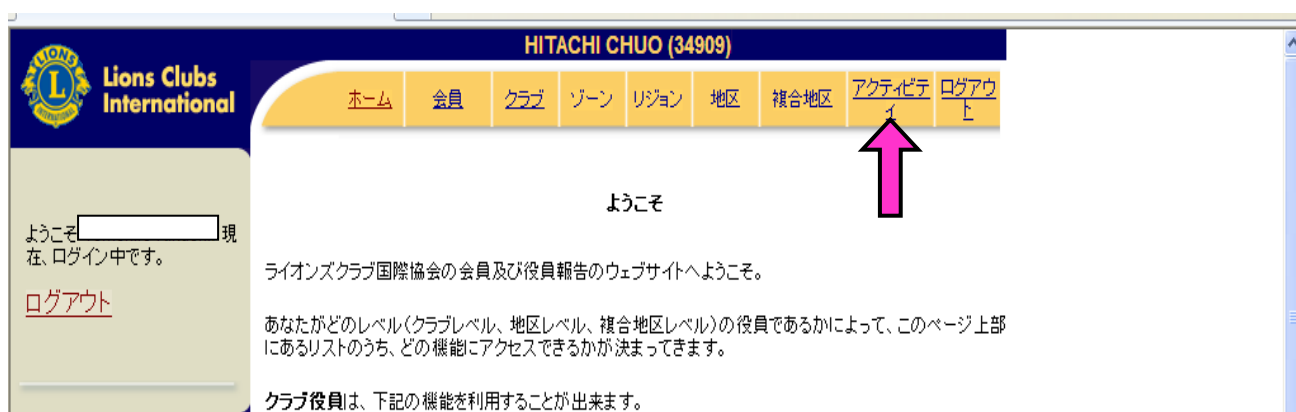 HITACHI CHUO (34909)
LIONS
L
INTERNATIONAL
Lions Clubs
International
ホーム 会員 クラブ ゾーン リジョン 地区 複合地区 アクティビティ ログアウト
ようこそ
ようこそ 現
在、ログイン中です。
ログアウト
ライオンズクラブ国際協会の会員及び役員報告のウェブサイトへようこそ。
あなたがどのレベル(クラブレベル、地区レベル、複合地区レベル)の役員であるかによって、このページ上部
にあるリストのうち、どの機能にアクセスできるかが決まってきます。
クラブ役員は、下記の機能を利用することが出来ます。